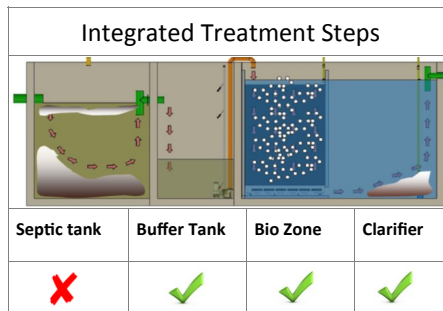 Integrated Treatment Steps
Septic tank Buffer Tank Bio Zone Clarifier